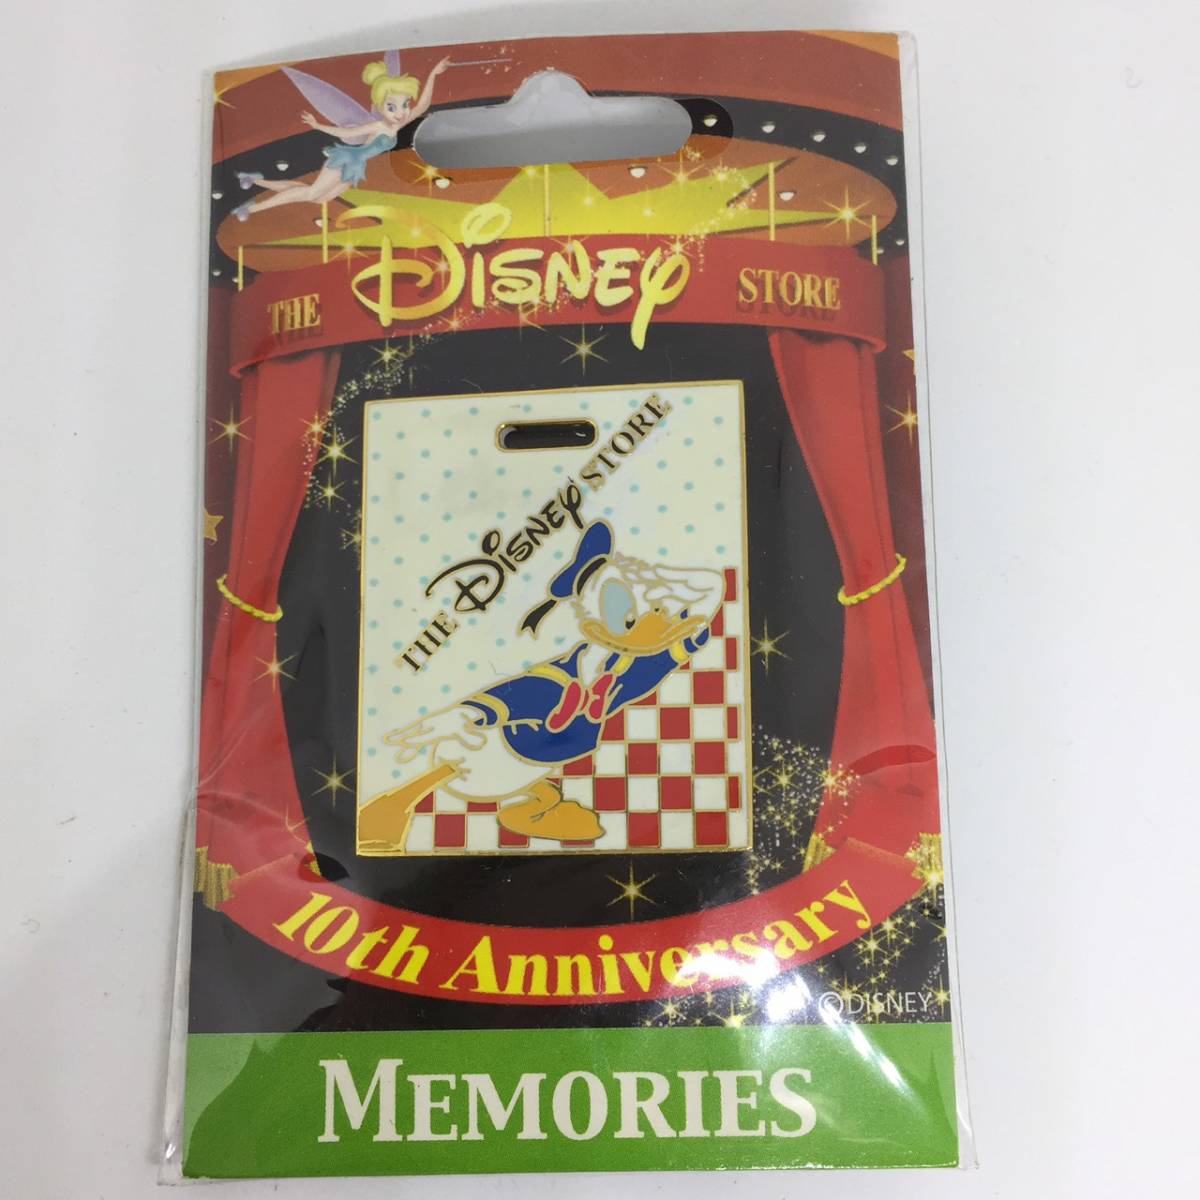 THE DISNEY STORE
THE DISNEY STORE
10th Anniversary
©DISNEY
MEMORIES